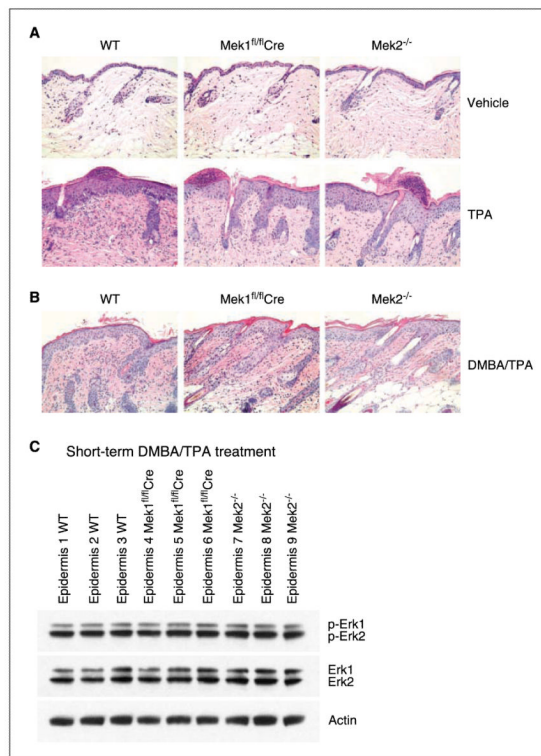 A
WT
Mek1fl/flCre
Mek2-/-
Vehicle
TPA
B
WT
Mek1fl/flCre
Mek2-/-
DMBA/TPA
C
Short-term DMBA/TPA treatment
Epidermis 1 WT
Epidermis 2 WT
Epidermis 3 WT
Epidermis 4 Mek1fl/flCre
Epidermis 5 Mek1fl/flCre
Epidermis 6 Mek1fl/flCre
Epidermis 7 Mek2-/-
Epidermis 8 Mek2-/-
Epidermis 9 Mek2-/-
p-Erk1
p-Erk2
Erk1
Erk2
Actin